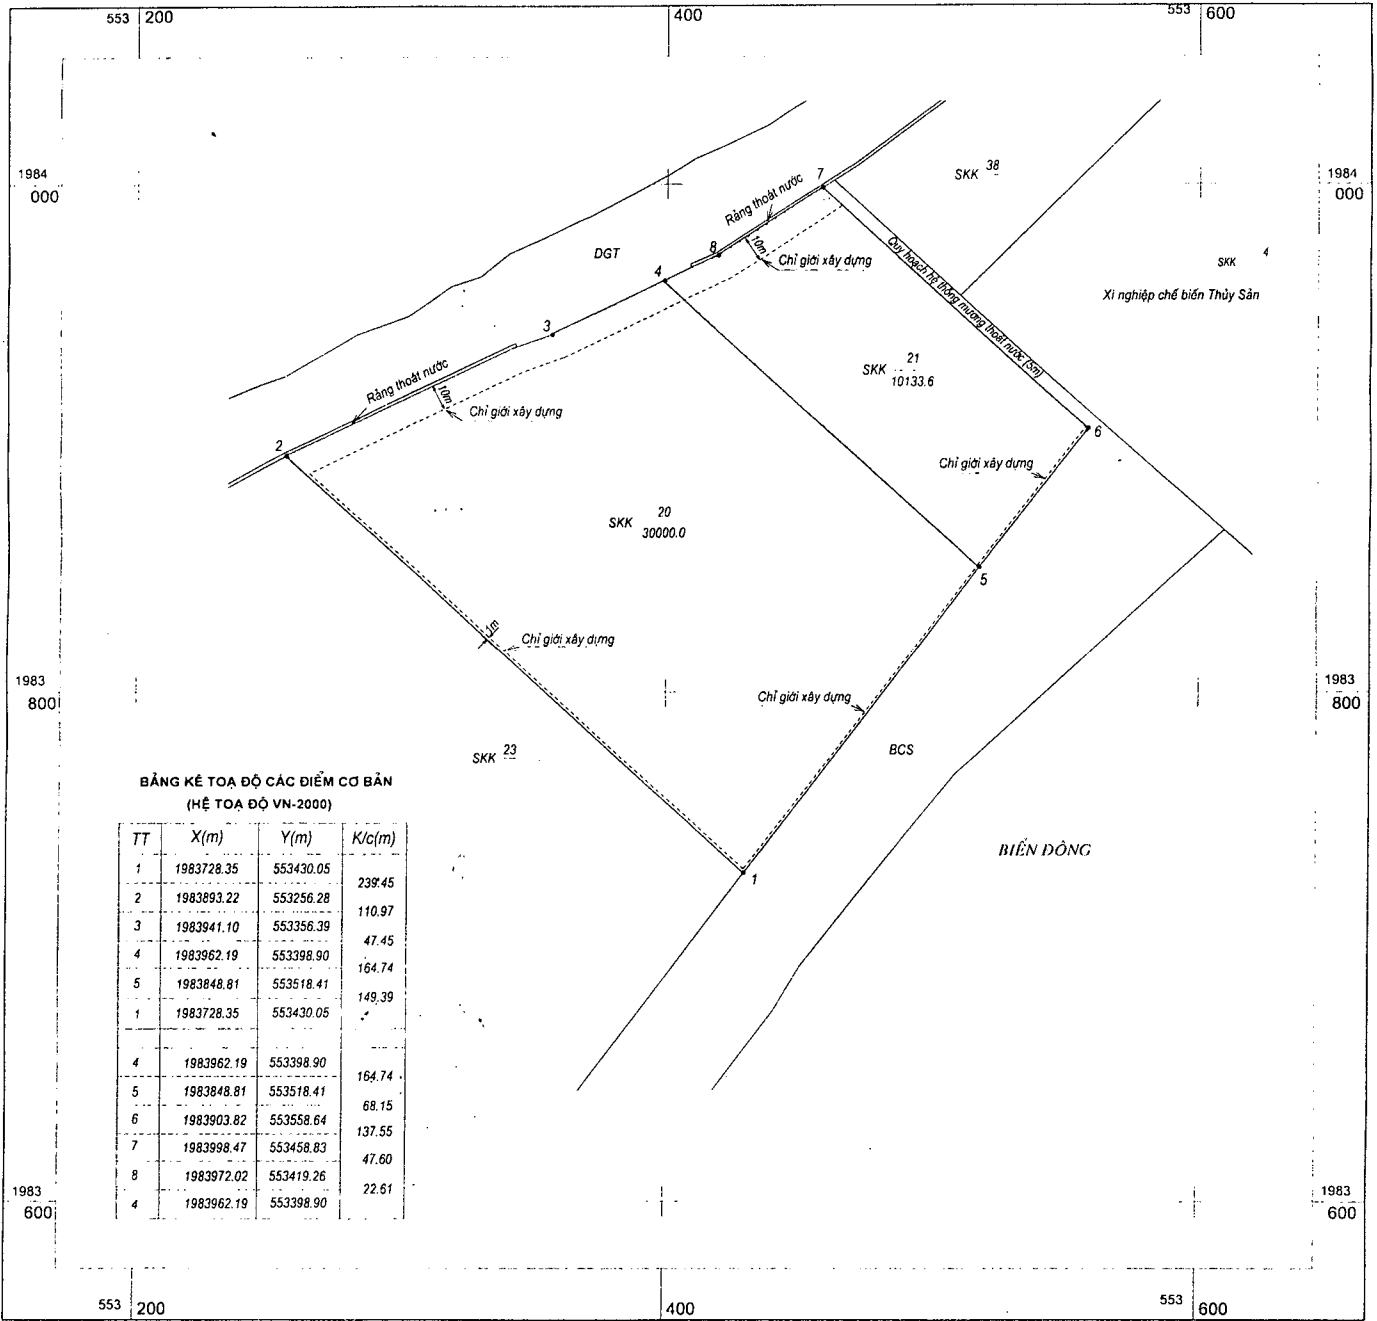 553 200 400 553 600
1984
000
1984
000
SKK 38
7
Rãng thoát nước
8
10m
Chỉ giới xây dựng
DGT
4
SKK 4
Xí nghiệp chế biến Thủy Sản
Quy hoạch hệ thống mương thoát nước (5m)
3
SKK 21
10133.6
Rãng thoát nước
10m
Chỉ giới xây dựng
2
6
Chỉ giới xây dựng
SKK 20
30000.0
5
1m
Chỉ giới xây dựng
1983
800
1983
800
Chỉ giới xây dựng
BCS
SKK 23
BIỂN ĐÔNG
1
BẢNG KÊ TOẠ ĐỘ CÁC ĐIỂM CƠ BẢN
(HỆ TOẠ ĐỘ VN-2000)
TT X(m) Y(m) K/c(m)
1 1983728.35 553430.05
239.45
2 1983893.22 553256.28
110.97
3 1983941.10 553356.39
47.45
4 1983962.19 553398.90
164.74
5 1983848.81 553518.41
149.39
1 1983728.35 553430.05
4 1983962.19 553398.90
164.74
5 1983848.81 553518.41
68.15
6 1983903.82 553558.64
137.55
7 1983998.47 553458.83
47.60
8 1983972.02 553419.26
22.61
4 1983962.19 553398.90
1983
600
1983
600
553 200 400 553 600